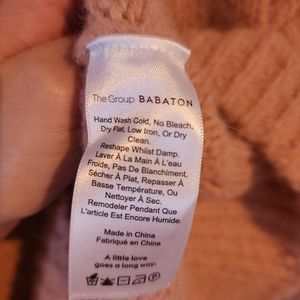 The Group BABATON
Hand Wash Cold, No Bleach,
Dry Flat, Low Iron, Or Dry
Clean.
Reshape Whilst Damp.
Laver À La Main À L'eau
Froide, Pas De Blanchiment,
Sécher À Plat, Repasser À
Basse Température, Ou
Nettoyer À Sec.
Remodeler Pendant Que
L'article Est Encore Humide.
Made in China
Fabriqué en Chine
A little love
goes a long way.